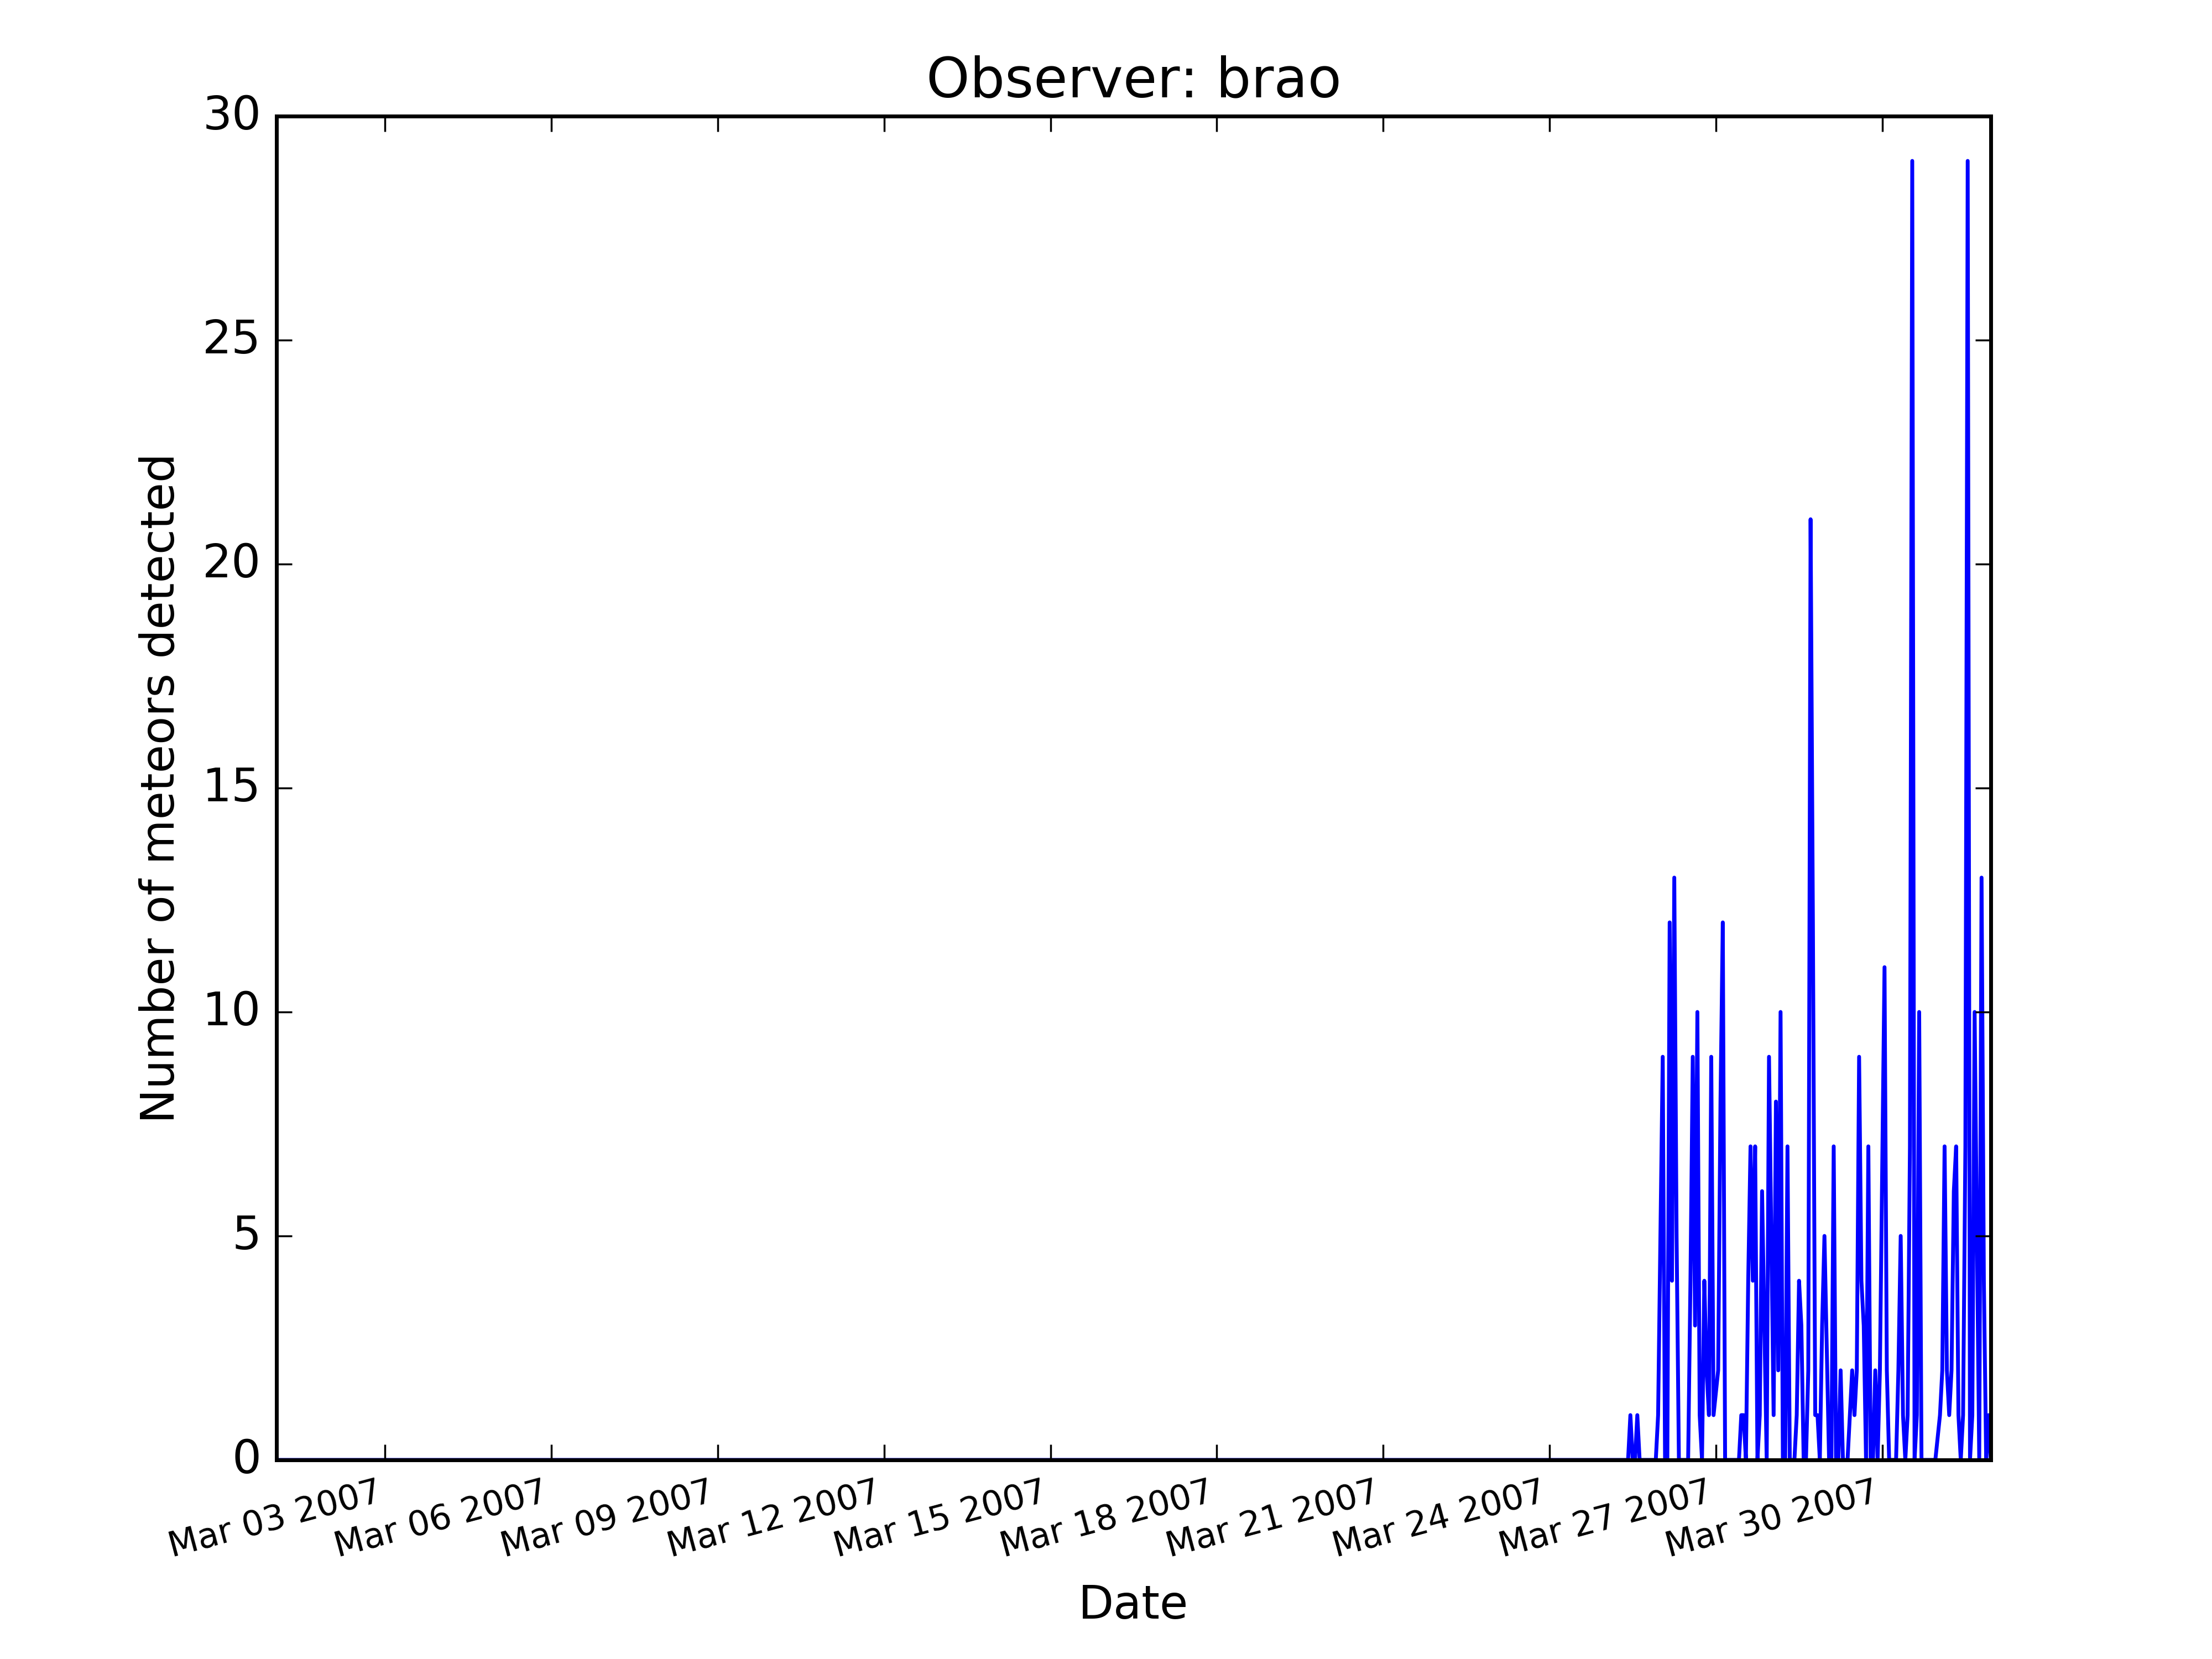 Observer: brao
30
25
20
15
10
5
0
Number of meteors detected
Mar 03 2007
Mar 06 2007
Mar 09 2007
Mar 12 2007
Mar 15 2007
Mar 18 2007
Mar 21 2007
Mar 24 2007
Mar 27 2007
Mar 30 2007
Date